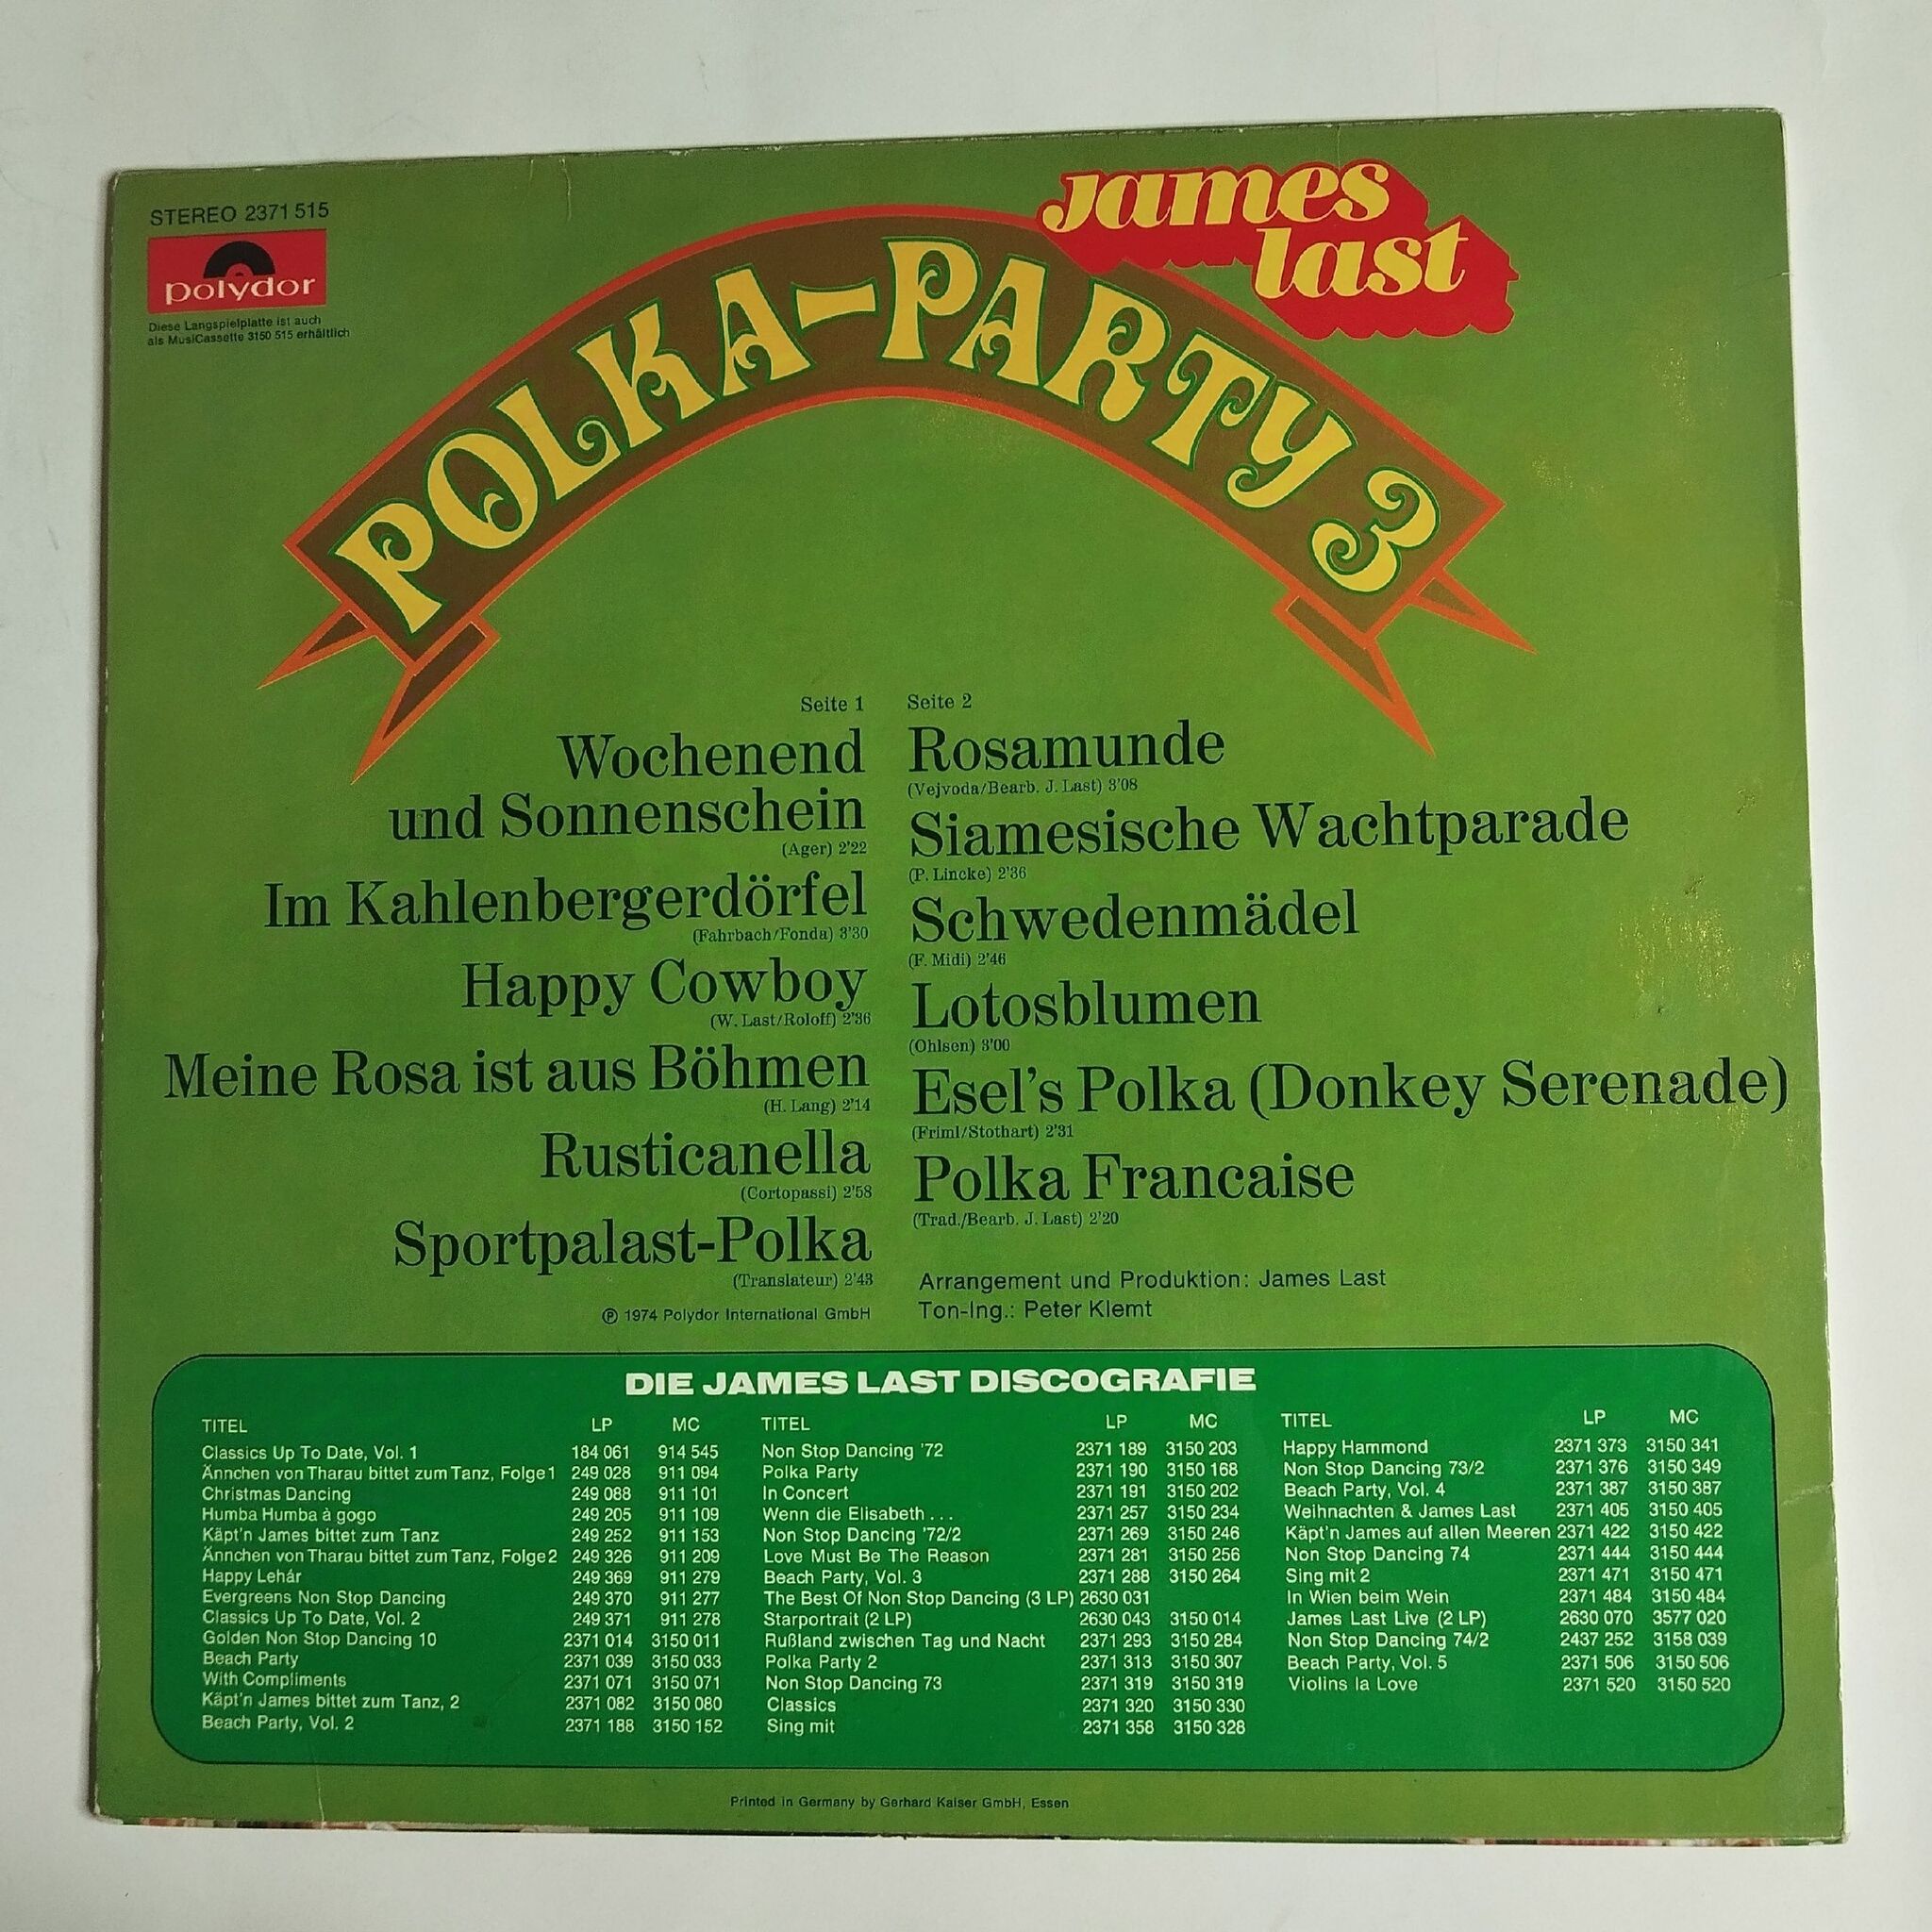 STEREO 2371 515
polydor
Diese Langspielplatte ist auch
als MusiCassette 3150 515 erhältlich
james
last
POLKA-PARTY 3
Seite 1
Wochenend
und Sonnenschein
(Ager) 2'22
Im Kahlenbergerdörfel
(Fahrbach/Fonda) 3'30
Happy Cowboy
(W. Last/Roloff) 2'36
Meine Rosa ist aus Böhmen
(H. Lang) 2'14
Rusticanella
(Cortopassi) 2'58
Sportpalast-Polka
(Translateur) 2'43
℗ 1974 Polydor International GmbH
Seite 2
Rosamunde
(Vejvoda/Bearb. J. Last) 3'08
Siamesische Wachtparade
(P. Lincke) 2'36
Schwedenmädel
(F. Midi) 2'46
Lotosblumen
(Ohlsen) 3'00
Esel's Polka (Donkey Serenade)
(Friml/Stothart) 2'31
Polka Francaise
(Trad./Bearb. J. Last) 2'20
Arrangement und Produktion: James Last
Ton-Ing.: Peter Klemt
DIE JAMES LAST DISCOGRAFIE
TITEL LP MC
Classics Up To Date, Vol. 1 184 061 914 545
Ännchen von Tharau bittet zum Tanz, Folge 1 249 028 911 094
Christmas Dancing 249 088 911 101
Humba Humba à gogo 249 205 911 109
Käpt'n James bittet zum Tanz 249 252 911 153
Ännchen von Tharau bittet zum Tanz, Folge 2 249 326 911 209
Happy Lehár 249 369 911 279
Evergreens Non Stop Dancing 249 370 911 277
Classics Up To Date, Vol. 2 249 371 911 278
Golden Non Stop Dancing 10 2371 014 3150 011
Beach Party 2371 039 3150 033
With Compliments 2371 071 3150 071
Käpt'n James bittet zum Tanz, 2 2371 082 3150 080
Beach Party, Vol. 2 2371 188 3150 152
TITEL LP MC
Non Stop Dancing '72 2371 189 3150 203
Polka Party 2371 190 3150 168
In Concert 2371 191 3150 202
Wenn die Elisabeth . . . 2371 257 3150 234
Non Stop Dancing '72/2 2371 269 3150 246
Love Must Be The Reason 2371 281 3150 256
Beach Party, Vol. 3 2371 288 3150 264
The Best Of Non Stop Dancing (3 LP) 2630 031
Starportrait (2 LP) 2630 043 3150 014
Rußland zwischen Tag und Nacht 2371 293 3150 284
Polka Party 2 2371 313 3150 307
Non Stop Dancing 73 2371 319 3150 319
Classics 2371 320 3150 330
Sing mit 2371 358 3150 328
TITEL LP MC
Happy Hammond 2371 373 3150 341
Non Stop Dancing 73/2 2371 376 3150 349
Beach Party, Vol. 4 2371 387 3150 387
Weihnachten & James Last 2371 405 3150 405
Käpt'n James auf allen Meeren 2371 422 3150 422
Non Stop Dancing 74 2371 444 3150 444
Sing mit 2 2371 471 3150 471
In Wien beim Wein 2371 484 3150 484
James Last Live (2 LP) 2630 070 3577 020
Non Stop Dancing 74/2 2437 252 3158 039
Beach Party, Vol. 5 2371 506 3150 506
Violins la Love 2371 520 3150 520
Printed in Germany by Gerhard Kaiser GmbH, Essen